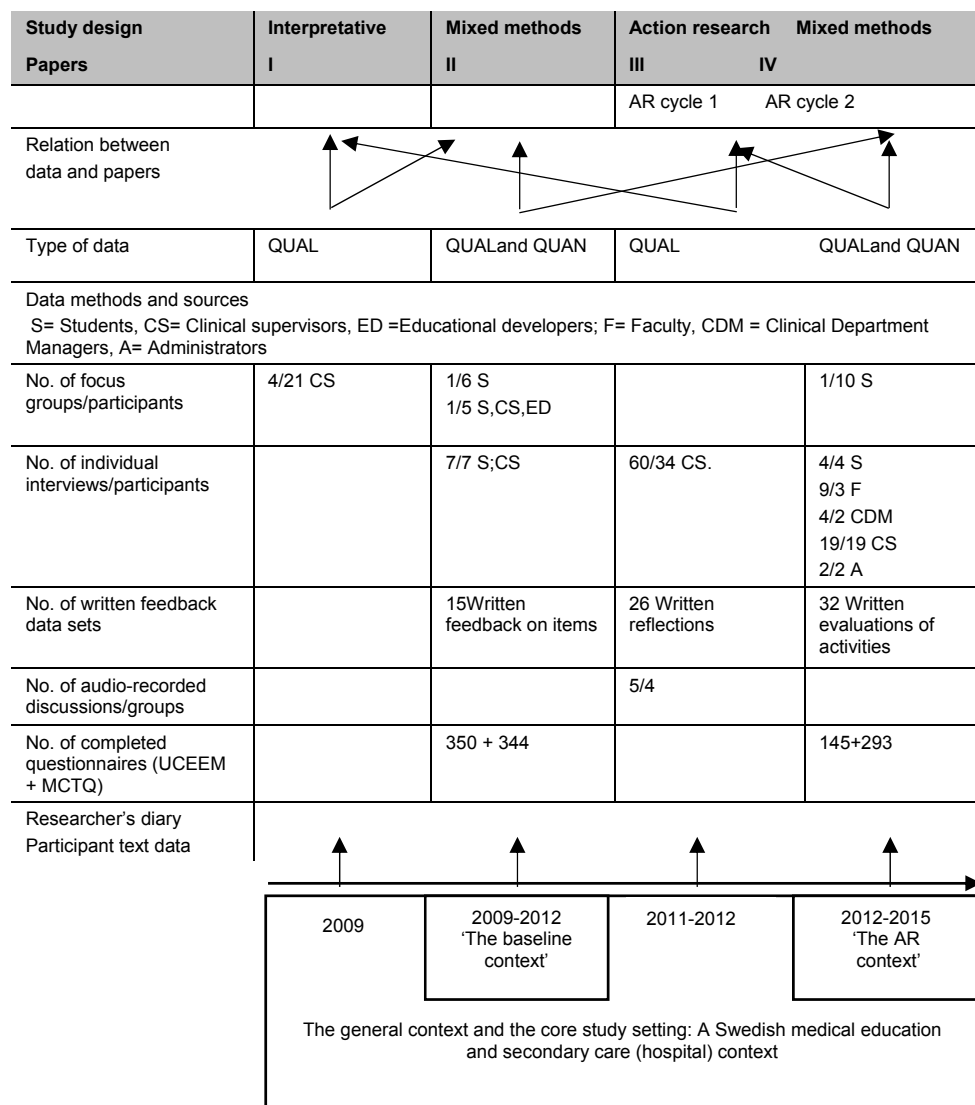 Study design Interpretative Mixed methods Action research Mixed methods
Papers I II III IV
AR cycle 1 AR cycle 2
Relation between
data and papers
Type of data QUAL QUALand QUAN QUAL QUALand QUAN
Data methods and sources
S= Students, CS= Clinical supervisors, ED =Educational developers; F= Faculty, CDM = Clinical Department
Managers, A= Administrators
No. of focus 4/21 CS 1/6 S 1/10 S
groups/participants 1/5 S,CS,ED
No. of individual 7/7 S;CS 60/34 CS. 4/4 S
interviews/participants 9/3 F
4/2 CDM
19/19 CS
2/2 A
No. of written feedback 15Written 26 Written 32 Written
data sets feedback on items reflections evaluations of
activities
No. of audio-recorded 5/4
discussions/groups
No. of completed 350 + 344 145+293
questionnaires (UCEEM
+ MCTQ)
Researcher's diary
Participant text data
2009 2009-2012 2011-2012 2012-2015
'The baseline 'The AR
context' context'
The general context and the core study setting: A Swedish medical education
and secondary care (hospital) context